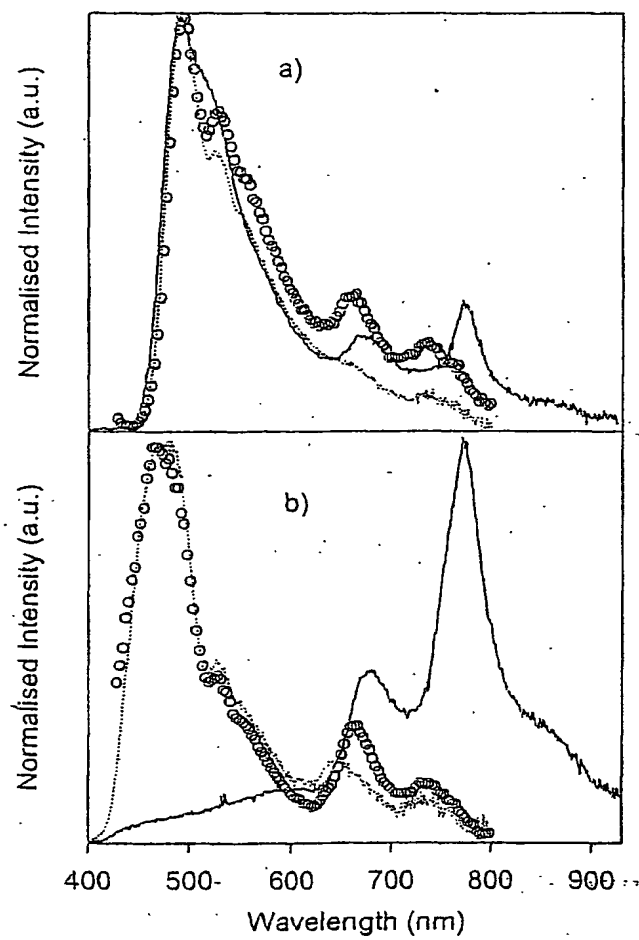 Normalised Intensity (a.u.)
a)
Normalised Intensity (a.u.)
b)
400 500 600 700 800 900
Wavelength (nm)